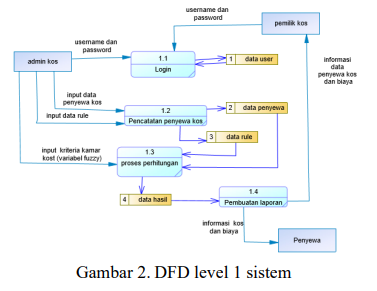 username dan
password
username dan password
pemilik kos
admin kos
1.1
Login
1 data user
informasi
data
penyewa kos
dan biaya
input data
penyewa kos
1.2
Pencatatan penyewa kos
2 data penyewa
input data rule
3 data rule
input kriteria kamar
kost (variabel fuzzy)
1.3
proses perhitungan
4 data hasil
1.4
Pembuatan laporan
informasi kos
dan biaya
Penyewa
Gambar 2. DFD level 1 sistem